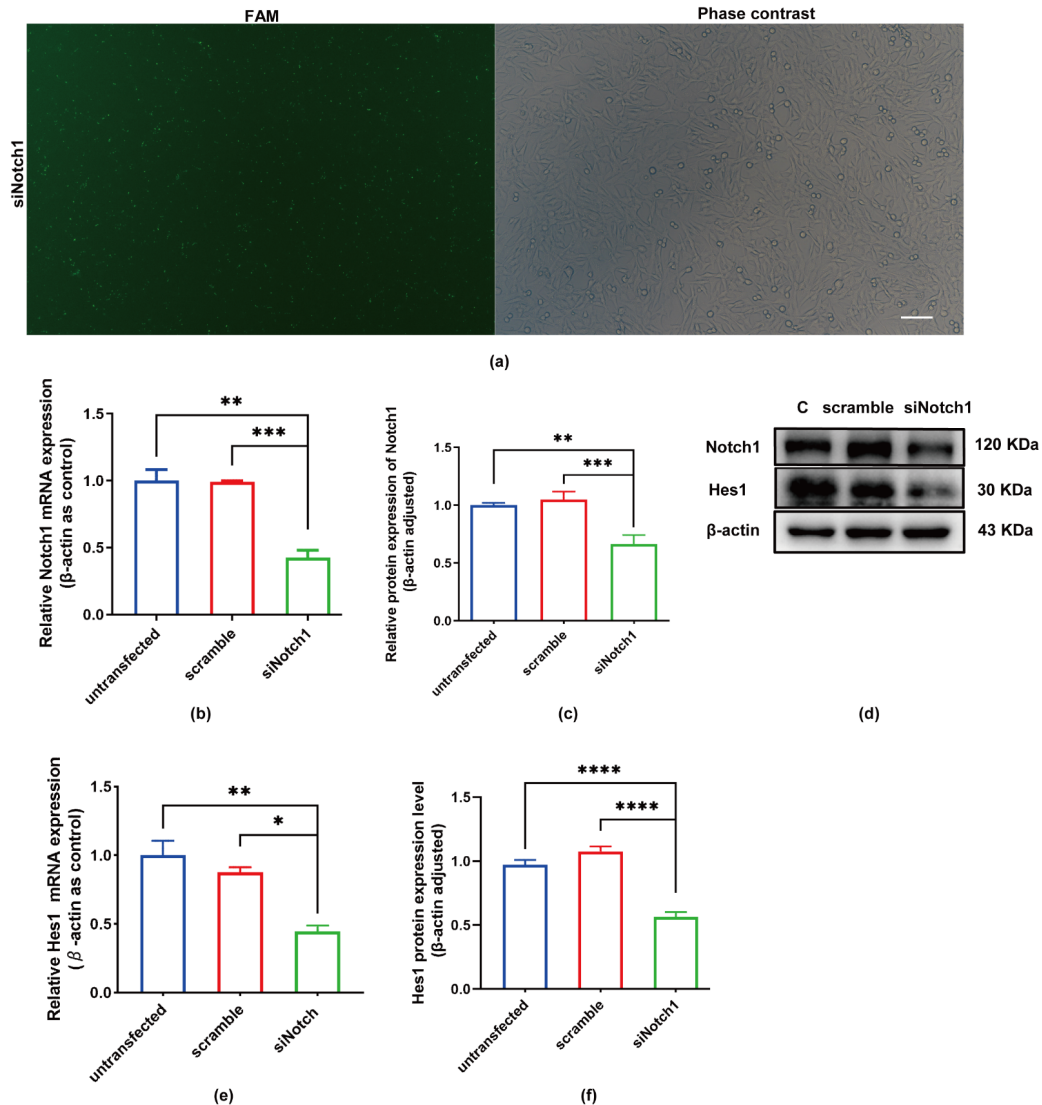 FAM
Phase contrast
siNotch1
(a)
Relative Notch1 mRNA expression
(β-actin as control)
1.5
1.0
0.5
0.0
**
***
untransfected
scramble
siNotch1
(b)
Relative protein expression of Notch1
(β-actin adjusted)
1.5
1.0
0.5
0.0
**
***
untransfected
scramble
siNotch1
(c)
C scramble siNotch1
Notch1 120 KDa
Hes1 30 KDa
β-actin 43 KDa
(d)
Relative Hes1 mRNA expression
(β-actin as control)
1.5
1.0
0.5
0.0
**
*
untransfected
scramble
siNotch
(e)
Hes1 protein expression level
(β-actin adjusted)
1.5
1.0
0.5
0.0
****
****
untransfected
scramble
siNotch1
(f)